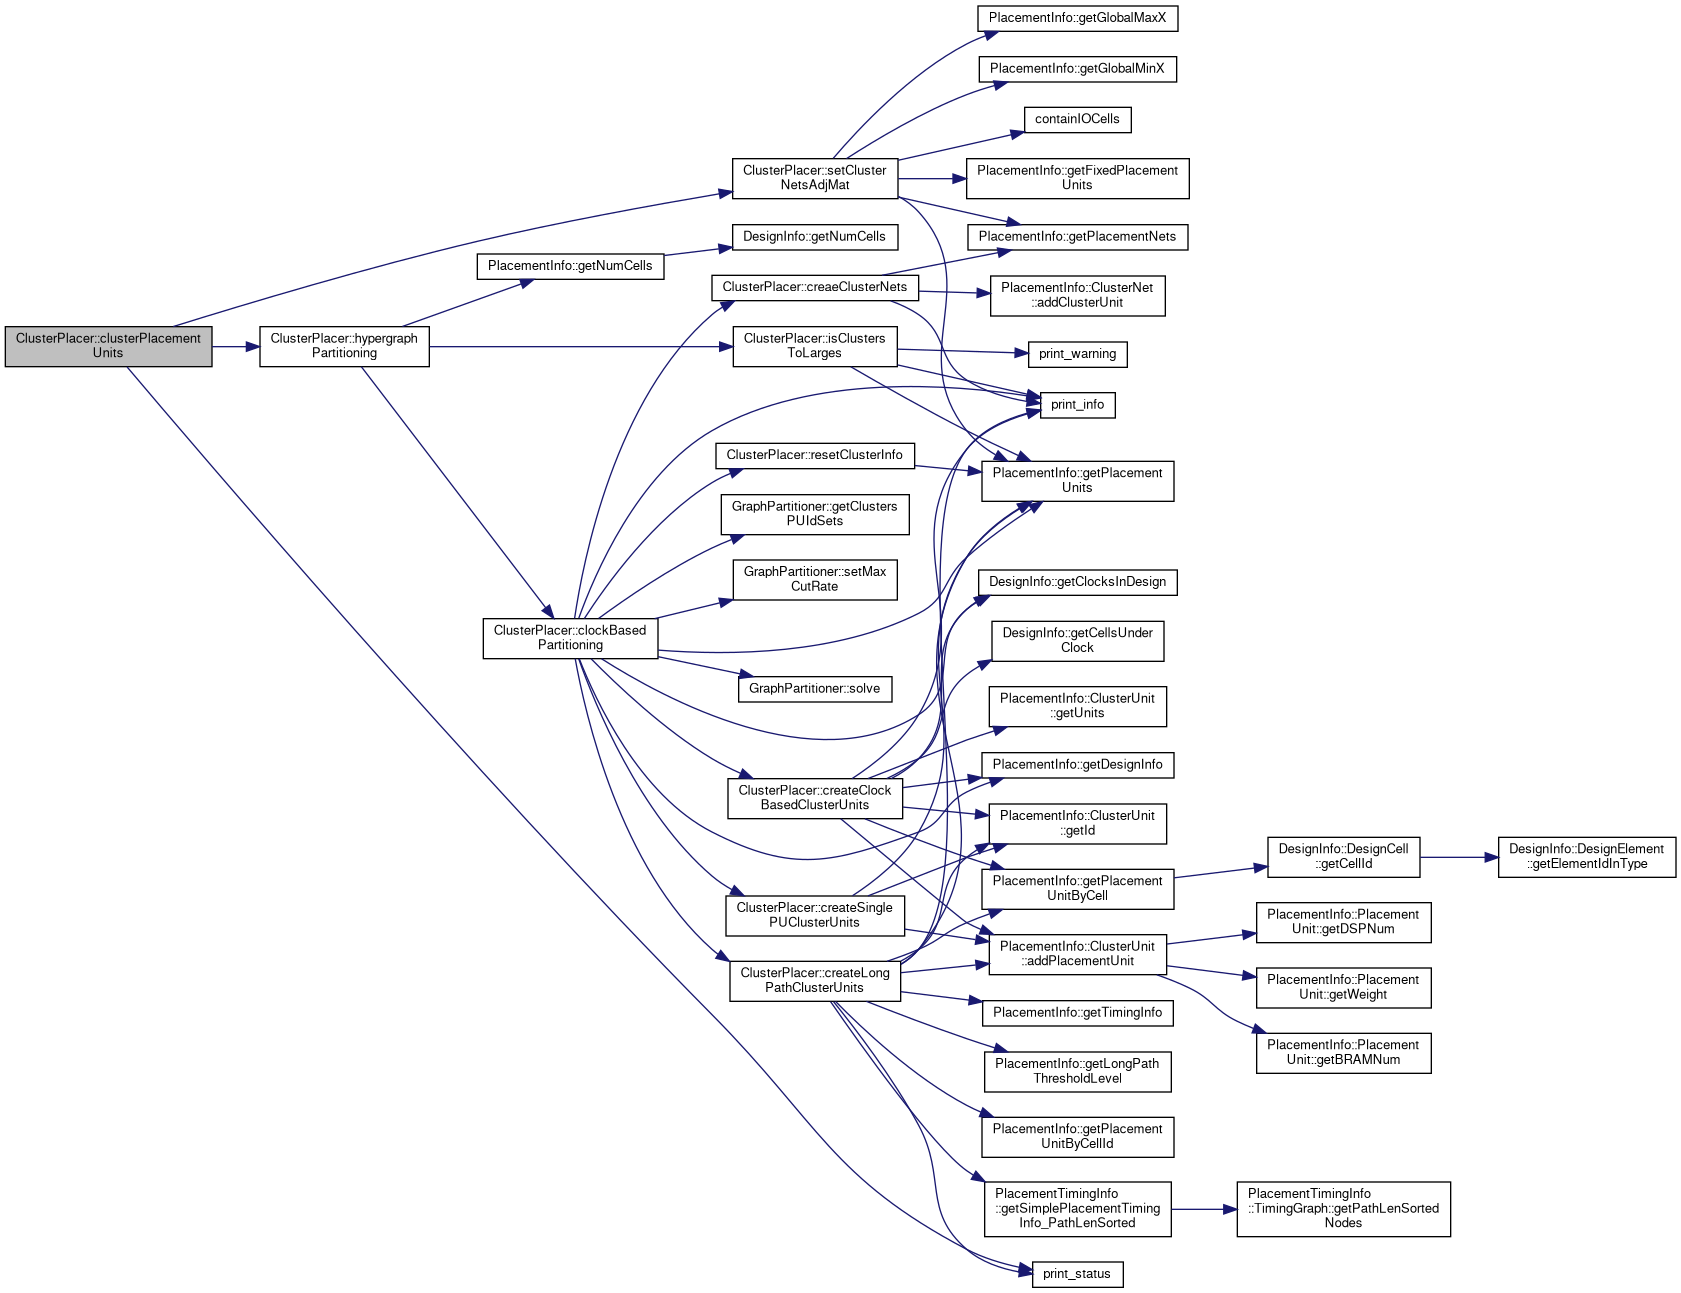 ClusterPlacer::clusterPlacement
Units
ClusterPlacer::hypergraph
Partitioning
PlacementInfo::getNumCells
ClusterPlacer::clockBased
Partitioning
ClusterPlacer::setCluster
NetsAdjMat
DesignInfo::getNumCells
ClusterPlacer::creaeClusterNets
ClusterPlacer::isClusters
ToLarges
ClusterPlacer::resetClusterInfo
GraphPartitioner::getClusters
PUIdSets
GraphPartitioner::setMax
CutRate
GraphPartitioner::solve
ClusterPlacer::createClock
BasedClusterUnits
ClusterPlacer::createSingle
PUClusterUnits
ClusterPlacer::createLong
PathClusterUnits
PlacementInfo::getGlobalMaxX
PlacementInfo::getGlobalMinX
containIOCells
PlacementInfo::getFixedPlacement
Units
PlacementInfo::getPlacementNets
PlacementInfo::ClusterNet
::addClusterUnit
print_warning
print_info
PlacementInfo::getPlacement
Units
DesignInfo::getClocksInDesign
DesignInfo::getCellsUnder
Clock
PlacementInfo::ClusterUnit
::getUnits
PlacementInfo::getDesignInfo
PlacementInfo::ClusterUnit
::getId
PlacementInfo::getPlacement
UnitByCell
PlacementInfo::ClusterUnit
::addPlacementUnit
PlacementInfo::getTimingInfo
PlacementInfo::getLongPath
ThresholdLevel
PlacementInfo::getPlacement
UnitByCellId
PlacementTimingInfo
::getSimplePlacementTiming
Info_PathLenSorted
print_status
DesignInfo::DesignCell
::getCellId
PlacementInfo::Placement
Unit::getDSPNum
PlacementInfo::Placement
Unit::getWeight
PlacementInfo::Placement
Unit::getBRAMNum
PlacementTimingInfo
::TimingGraph::getPathLenSorted
Nodes
DesignInfo::DesignElement
::getElementIdInType